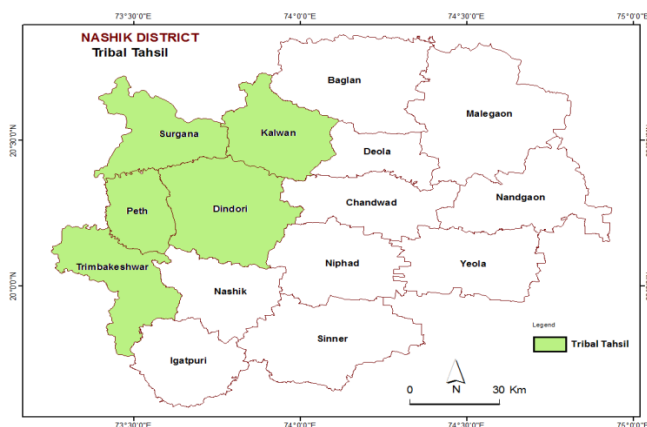 73°30'0"E 74°0'0"E 74°30'0"E 75°0'0"E
NASHIK DISTRICT
Tribal Tahsil
Baglan
Malegaon
Surgana
Kalwan
20°30'0"N
Deola
Nandgaon
Peth
Dindori
Chandwad
Trimbakeshwar
Niphad
Yeola
20°0'0"N
Nashik
Sinner
Legend
Tribal Tahsil
Igatpuri
N
0 30 Km
73°30'0"E 74°0'0"E 74°30'0"E 75°0'0"E